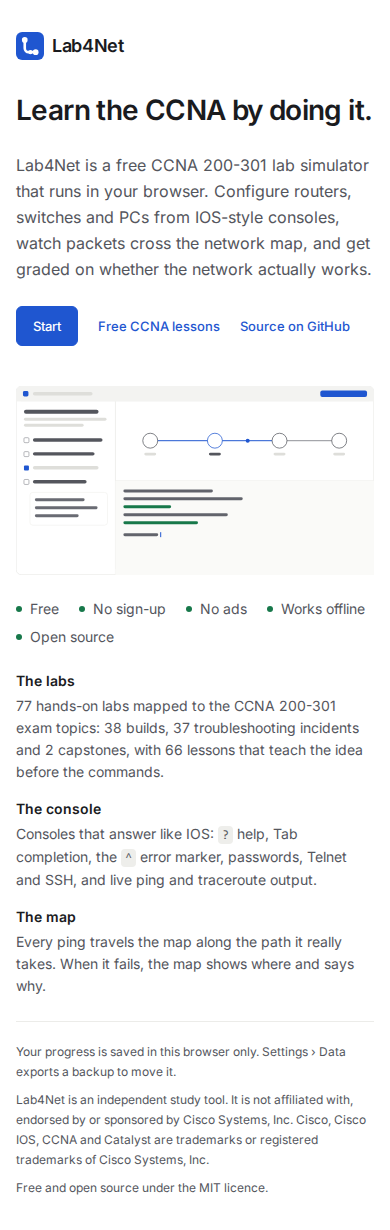 Lab4Net
Learn the CCNA by doing it.
Lab4Net is a free CCNA 200-301 lab simulator
that runs in your browser. Configure routers,
switches and PCs from IOS-style consoles,
watch packets cross the network map, and get
graded on whether the network actually works.
Start Free CCNA lessons Source on GitHub
Free No sign-up No ads Works offline
Open source
The labs
77 hands-on labs mapped to the CCNA 200-301
exam topics: 38 builds, 37 troubleshooting incidents
and 2 capstones, with 66 lessons that teach the idea
before the commands.
The console
Consoles that answer like IOS: ? help, Tab
completion, the ^ error marker, passwords, Telnet
and SSH, and live ping and traceroute output.
The map
Every ping travels the map along the path it really
takes. When it fails, the map shows where and says
why.
Your progress is saved in this browser only. Settings › Data
exports a backup to move it.
Lab4Net is an independent study tool. It is not affiliated with,
endorsed by or sponsored by Cisco Systems, Inc. Cisco, Cisco
IOS, CCNA and Catalyst are trademarks or registered
trademarks of Cisco Systems, Inc.
Free and open source under the MIT licence.